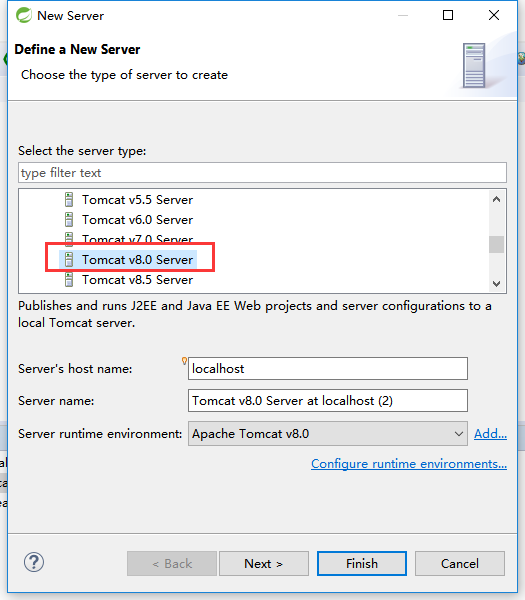 New Server
Define a New Server
Choose the type of server to create
Select the server type:
type filter text
Tomcat v5.5 Server
Tomcat v6.0 Server
Tomcat v7.0 Server
Tomcat v8.0 Server
Tomcat v8.5 Server
Publishes and runs J2EE and Java EE Web projects and server configurations to a
local Tomcat server.
Server's host name: localhost
Server name: Tomcat v8.0 Server at localhost (2)
Server runtime environment: Apache Tomcat v8.0 Add...
Configure runtime environments...
? < Back Next > Finish Cancel